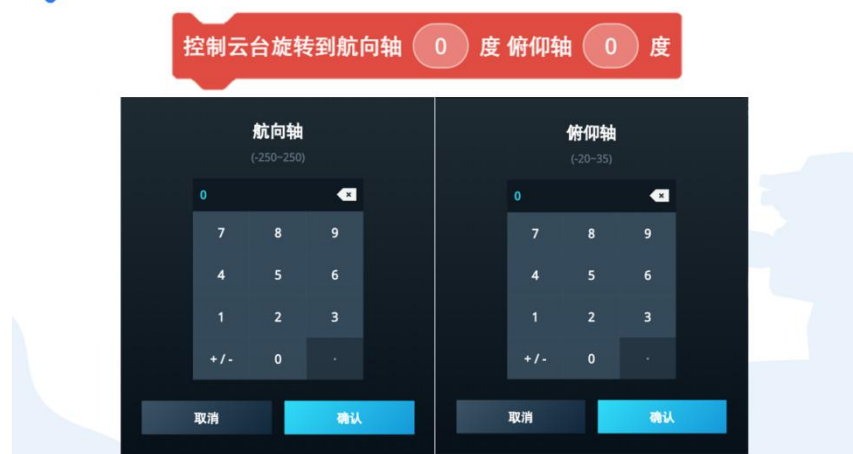 控制云台旋转到航向轴 0 度 俯仰轴 0 度
航向轴
(-250~250)
0
7 8 9
4 5 6
1 2 3
+/- 0 .
取消 确认
俯仰轴
(-20~35)
0
7 8 9
4 5 6
1 2 3
+/- 0 .
取消 确认